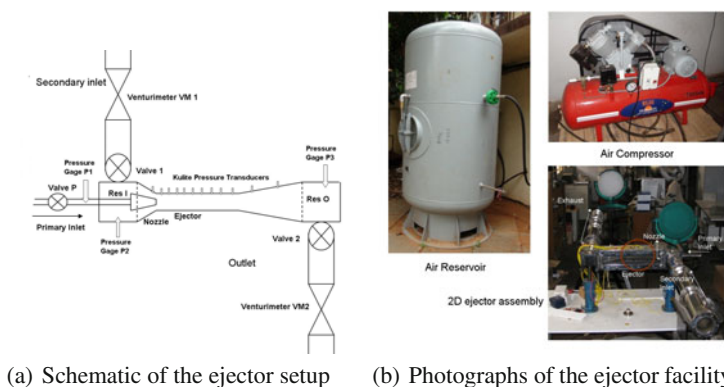 Secondary inlet
Venturimeter VM 1
Pressure
Gage P1
Valve 1
Pressure
Gage P3
Valve P
Kulite Pressure Transducers
Res I
Res O
Primary Inlet
Nozzle
Ejector
Pressure
Gage P2
Valve 2
Outlet
Venturimeter VM2
(a) Schematic of the ejector setup
Air Reservoir
Air Compressor
Exhaust
Nozzle
Primary
Inlet
Ejector
Secondary
Inlet
2D ejector assembly
(b) Photographs of the ejector facility